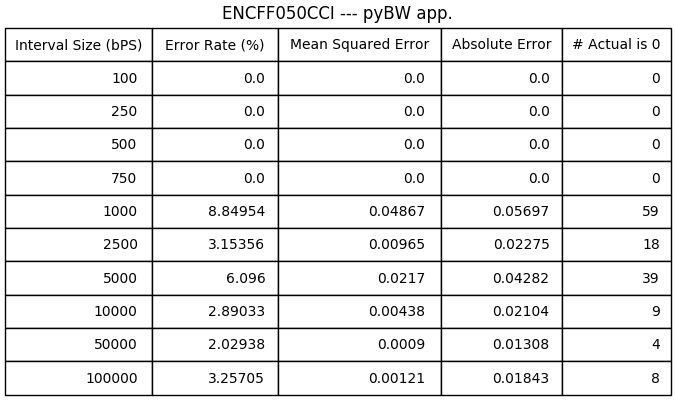 ENCFF050CCI --- pyBW app.
Interval Size (bPS) Error Rate (%) Mean Squared Error Absolute Error # Actual is 0
100 0.0 0.0 0.0 0
250 0.0 0.0 0.0 0
500 0.0 0.0 0.0 0
750 0.0 0.0 0.0 0
1000 8.84954 0.04867 0.05697 59
2500 3.15356 0.00965 0.02275 18
5000 6.096 0.0217 0.04282 39
10000 2.89033 0.00438 0.02104 9
50000 2.02938 0.0009 0.01308 4
100000 3.25705 0.00121 0.01843 8